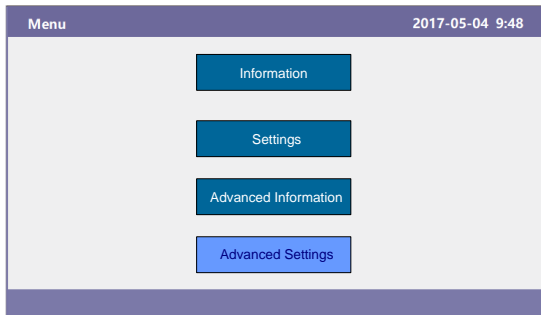 Menu 2017-05-04 9:48
Information
Settings
Advanced Information
Advanced Settings